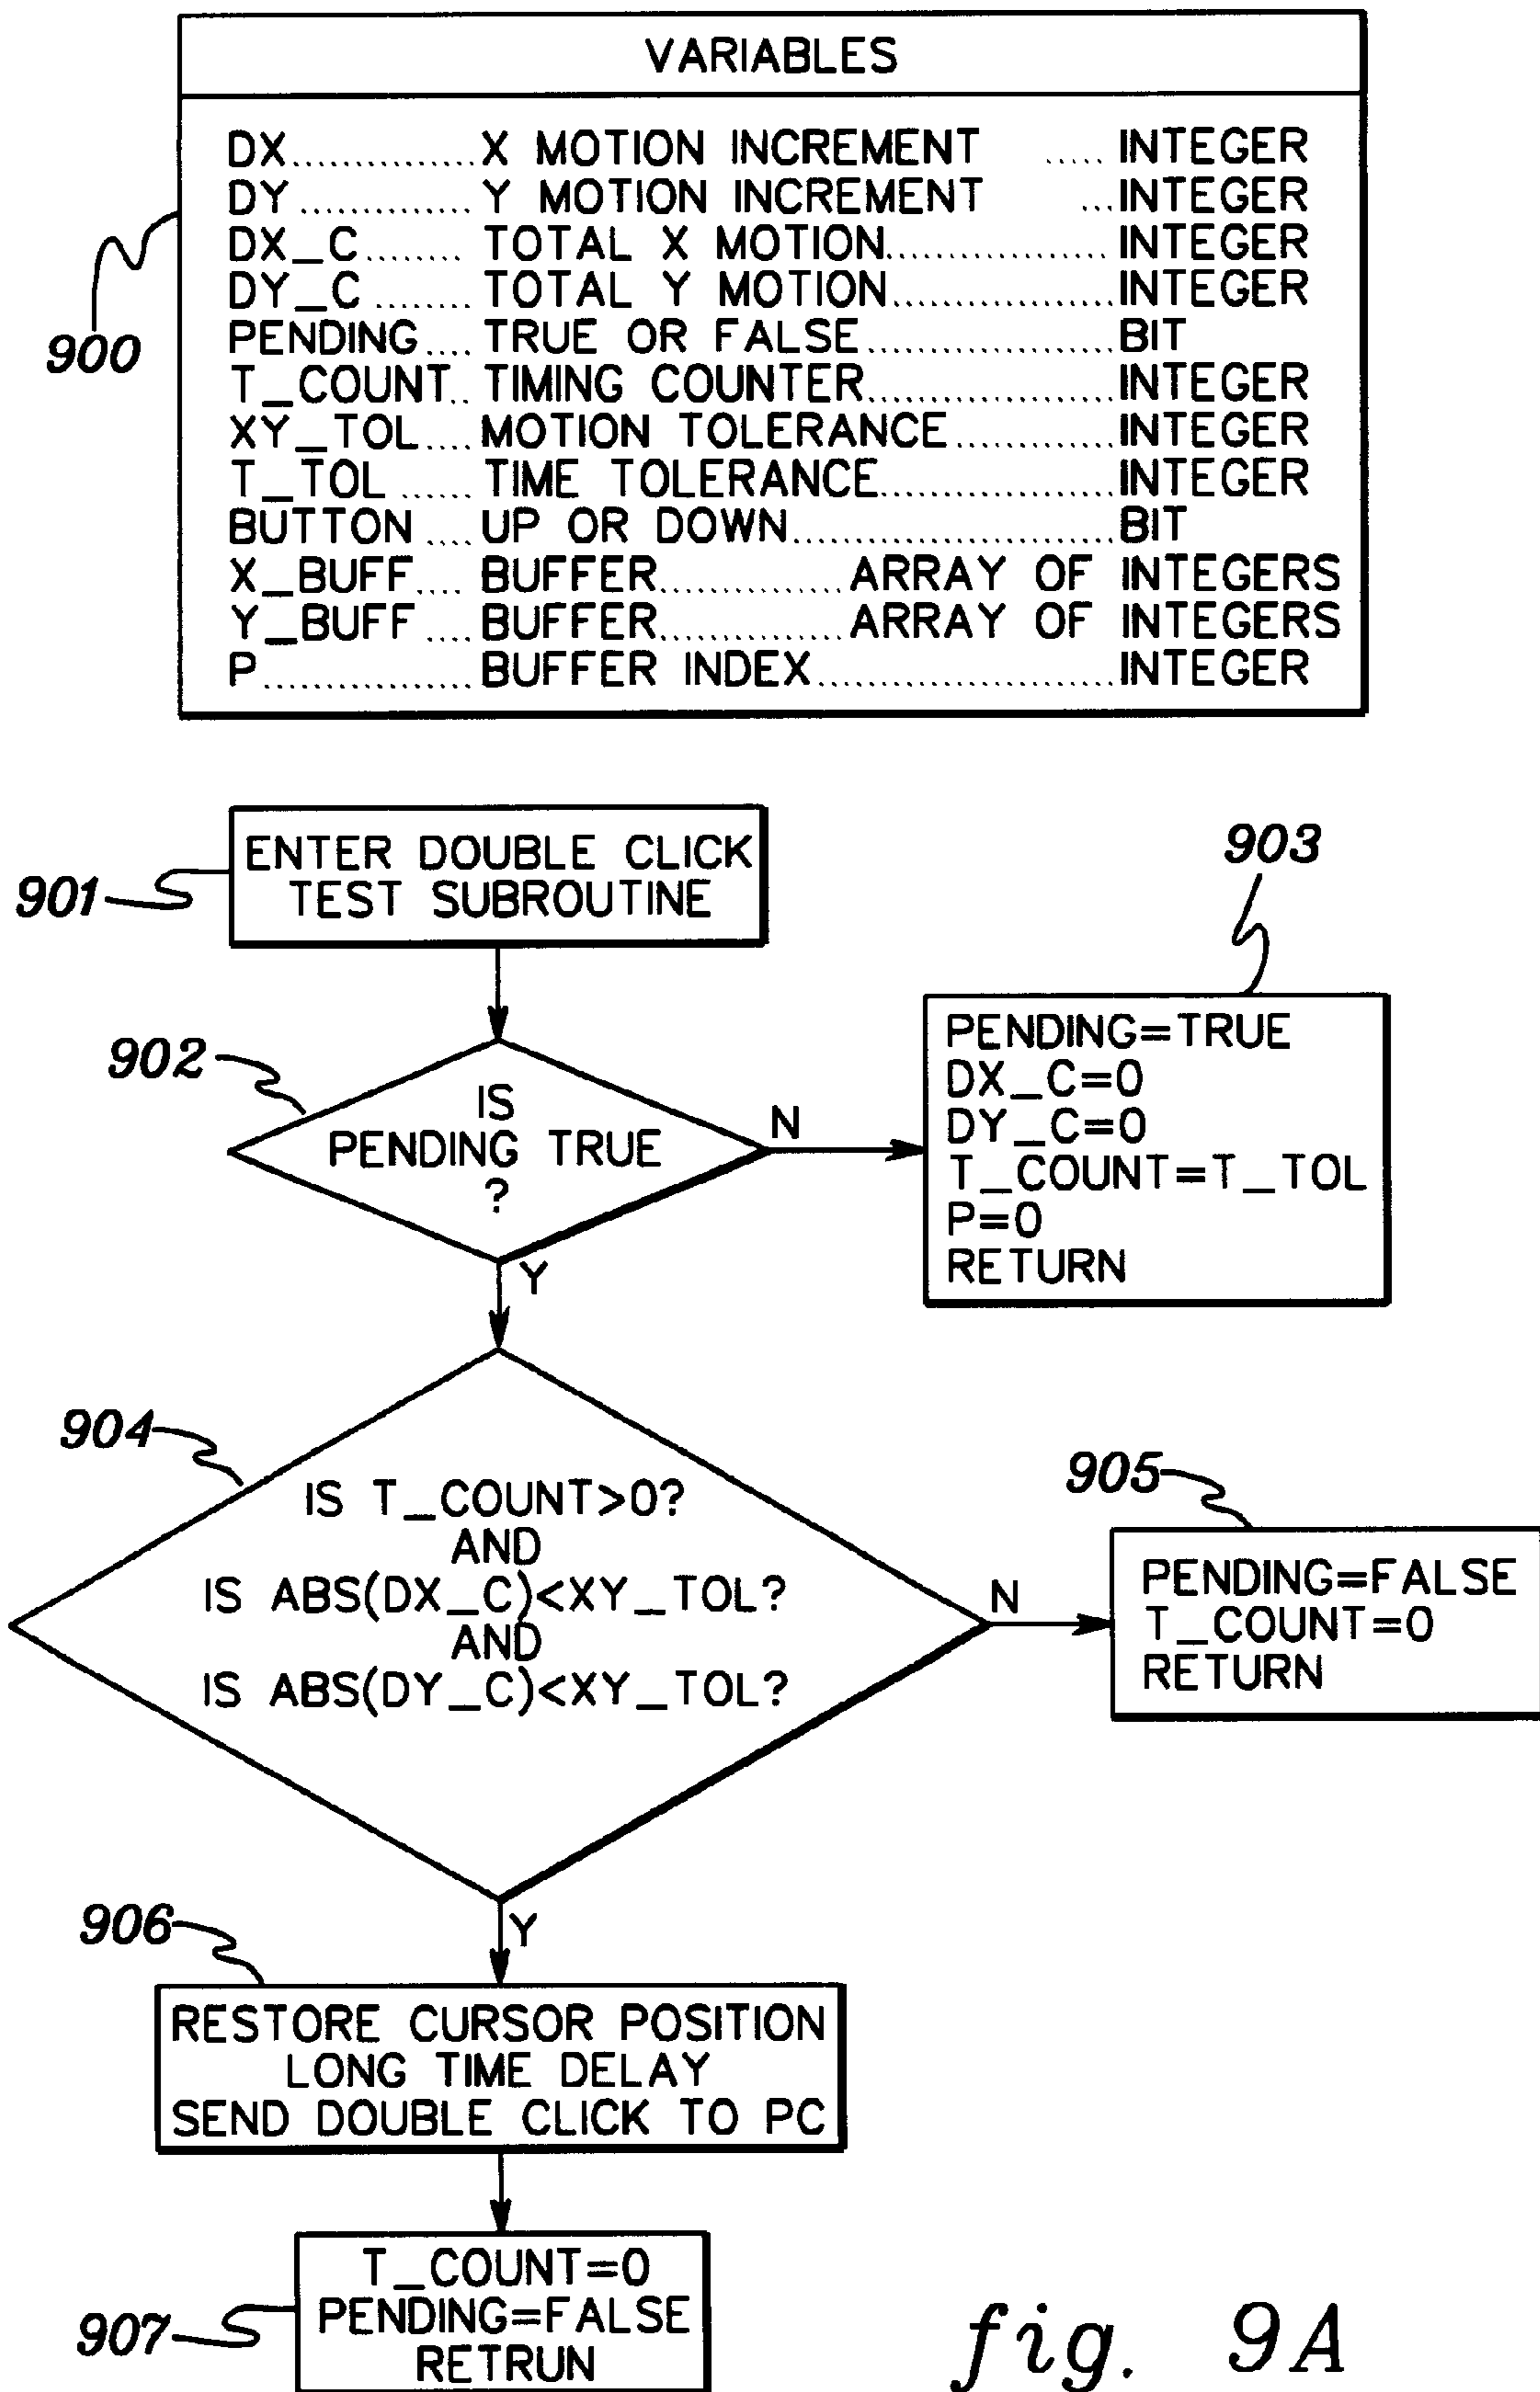 VARIABLES
DX.............X MOTION INCREMENT ..... INTEGER
DY.............Y MOTION INCREMENT ...INTEGER
DX_C.......TOTAL X MOTION................INTEGER
DY_C.......TOTAL Y MOTION................INTEGER
PENDING....TRUE OR FALSE..................BIT
T_COUNT..TIMING COUNTER..................INTEGER
XY_TOL....MOTION TOLERANCE............INTEGER
T_TOL......TIME TOLERANCE.................INTEGER
BUTTON....UP OR DOWN.......................BIT
X_BUFF....BUFFER.............ARRAY OF INTEGERS
Y_BUFF....BUFFER.............ARRAY OF INTEGERS
P...............BUFFER INDEX.....................INTEGER
900
ENTER DOUBLE CLICK
TEST SUBROUTINE
901
903
902
IS
PENDING TRUE
?
N
Y
PENDING=TRUE
DX_C=0
DY_C=0
T_COUNT=T_TOL
P=0
RETURN
904
IS T_COUNT>0?
AND
IS ABS(DX_C)<XY_TOL?
AND
IS ABS(DY_C)<XY_TOL?
N
Y
905
PENDING=FALSE
T_COUNT=0
RETURN
906
RESTORE CURSOR POSITION
LONG TIME DELAY
SEND DOUBLE CLICK TO PC
907
T_COUNT=0
PENDING=FALSE
RETRUN
fig. 9A